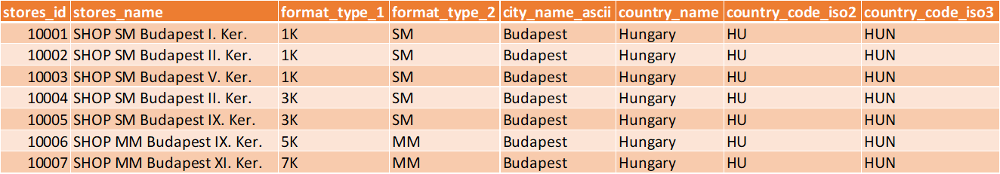 stores_id stores_name format_type_1 format_type_2 city_name_ascii country_name country_code_iso2 country_code_iso3
10001 SHOP SM Budapest I. Ker. 1K SM Budapest Hungary HU HUN
10002 SHOP SM Budapest II. Ker. 1K SM Budapest Hungary HU HUN
10003 SHOP SM Budapest V. Ker. 1K SM Budapest Hungary HU HUN
10004 SHOP SM Budapest II. Ker. 3K SM Budapest Hungary HU HUN
10005 SHOP SM Budapest IX. Ker. 3K SM Budapest Hungary HU HUN
10006 SHOP MM Budapest IX. Ker. 5K MM Budapest Hungary HU HUN
10007 SHOP MM Budapest XI. Ker. 7K MM Budapest Hungary HU HUN